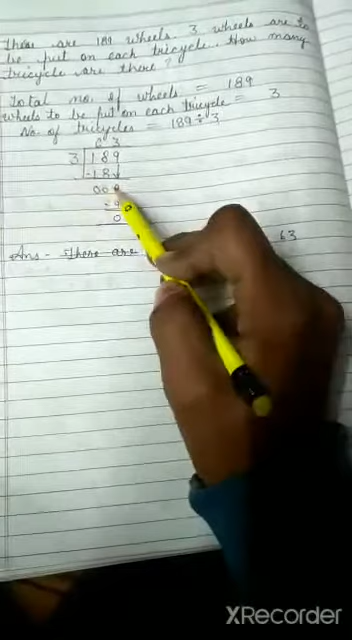 There are 189 wheels. 3 wheels are to
be put on each tricycle. How many
tricycle are there?
Total no. of wheels = 189
wheels to be put on each tricycle = 3
No. of tricycles = 189 ÷ 3
63
3 189
-18
009
-9
0
Ans - There are 63
XRecorder